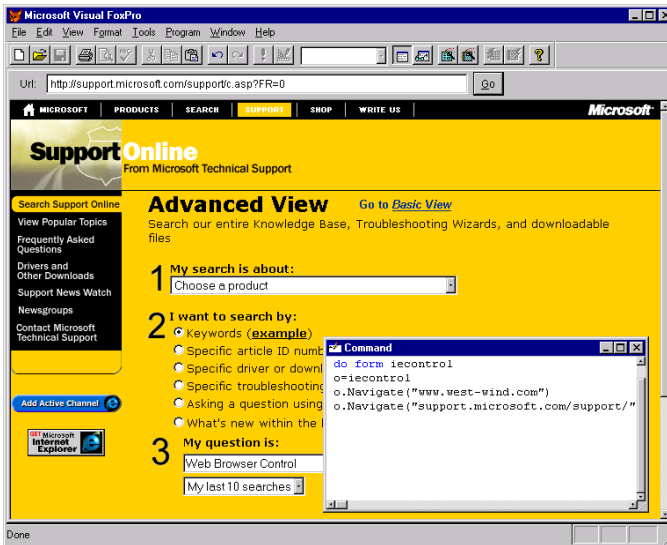 Microsoft Visual FoxPro
File Edit View Format Tools Program Window Help
Url: http://support.microsoft.com/support/c.asp?FR=0 Go
MICROSOFT PRODUCTS SEARCH SUPPORT SHOP WRITE US Microsoft
Support Online
From Microsoft Technical Support
Search Support Online
View Popular Topics
Frequently Asked
Questions
Drivers and
Other Downloads
Support News Watch
Newsgroups
Contact Microsoft
Technical Support
Add Active Channel
GET Microsoft
Internet
Explorer
Advanced View Go to Basic View
Search our entire Knowledge Base, Troubleshooting Wizards, and downloadable
files
1 My search is about:
Choose a product
2 I want to search by:
Keywords (example)
Specific article ID numb
Specific driver or downl
Specific troubleshooting
Asking a question using
What's new within the l
3 My question is:
Web Browser Control
My last 10 searches
Command
do form iecontrol
o=iecontrol
o.Navigate("www.west-wind.com")
o.Navigate("support.microsoft.com/support/"
Done